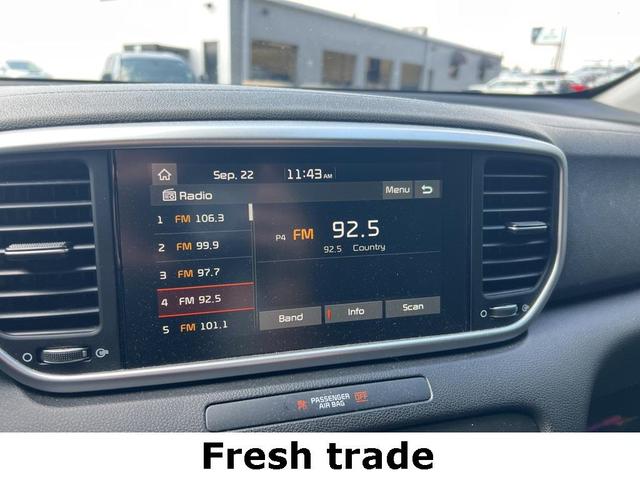 Sep. 22 11:43 AM
Radio Menu
1 FM 106.3
2 FM 99.9
3 FM 97.7
4 FM 92.5
5 FM 101.1
P4 FM 92.5
92.5 Country
Band Info Scan
PASSENGER
AIR BAG OFF
Fresh trade